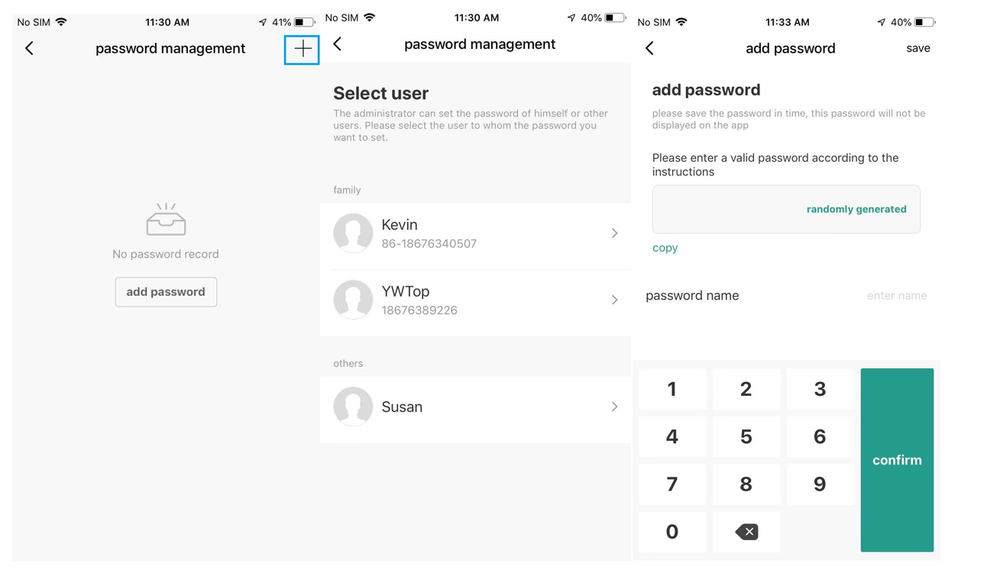 No SIM 11:30 AM 41%
password management
No password record
add password
No SIM 11:30 AM 40%
password management
Select user
The administrator can set the password of himself or other
users. Please select the user to whom the password you
want to set.
family
Kevin
86-18676340507
YWTop
18676389226
others
Susan
No SIM 11:33 AM 40%
add password save
add password
please save the password in time, this password will not be
displayed on the app
Please enter a valid password according to the
instructions
randomly generated
copy
password name enter name
1 2 3
4 5 6
confirm
7 8 9
0